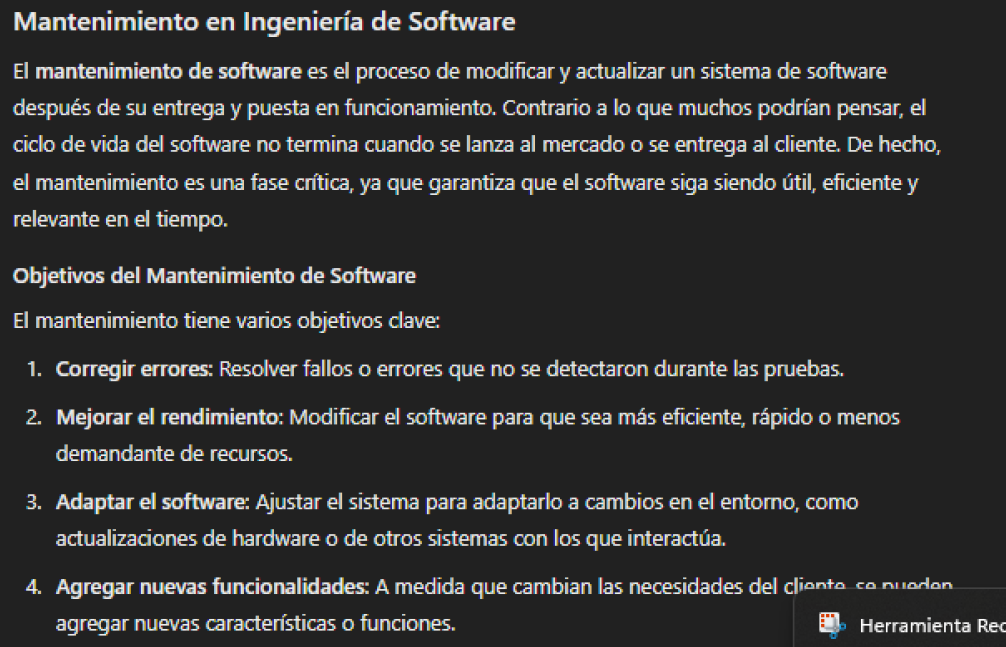 Mantenimiento en Ingeniería de Software
El mantenimiento de software es el proceso de modificar y actualizar un sistema de software
después de su entrega y puesta en funcionamiento. Contrario a lo que muchos podrían pensar, el
ciclo de vida del software no termina cuando se lanza al mercado o se entrega al cliente. De hecho,
el mantenimiento es una fase crítica, ya que garantiza que el software siga siendo útil, eficiente y
relevante en el tiempo.
Objetivos del Mantenimiento de Software
El mantenimiento tiene varios objetivos clave:
1. Corregir errores: Resolver fallos o errores que no se detectaron durante las pruebas.
2. Mejorar el rendimiento: Modificar el software para que sea más eficiente, rápido o menos
demandante de recursos.
3. Adaptar el software: Ajustar el sistema para adaptarlo a cambios en el entorno, como
actualizaciones de hardware o de otros sistemas con los que interactúa.
4. Agregar nuevas funcionalidades: A medida que cambian las necesidades del cliente, se pueden
agregar nuevas características o funciones.
Herramienta Rec